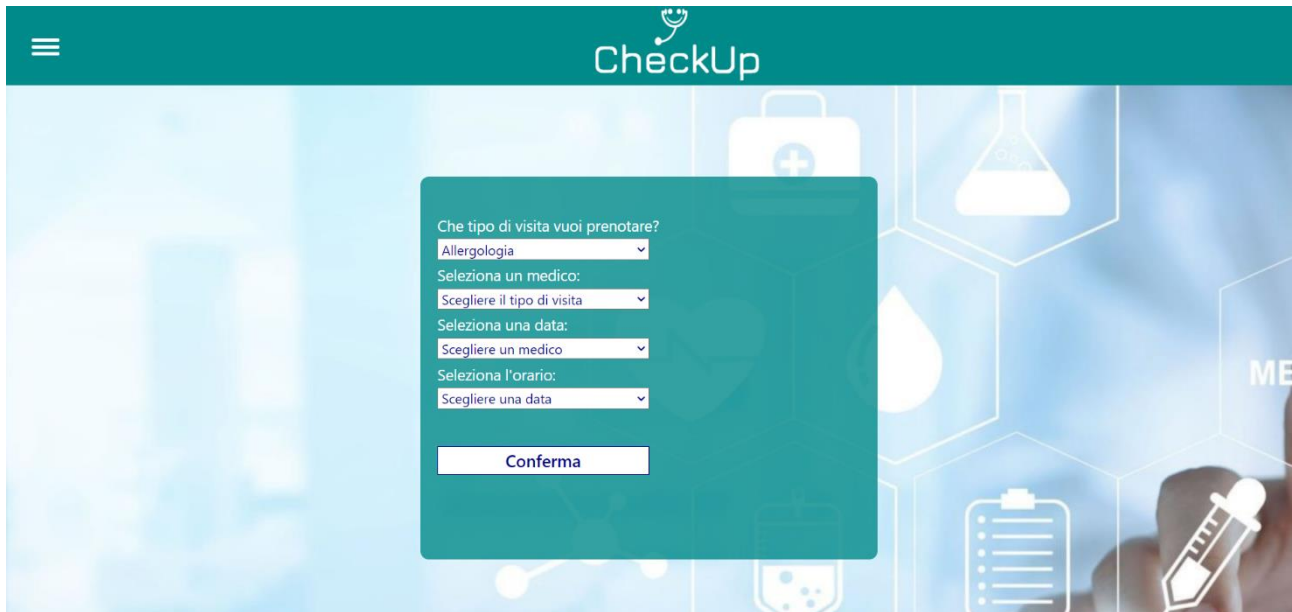 CheckUp
Che tipo di visita vuoi prenotare?
Allergologia
Seleziona un medico:
Scegliere il tipo di visita
Seleziona una data:
Scegliere un medico
ME
Seleziona l'orario:
Scegliere una data
Conferma